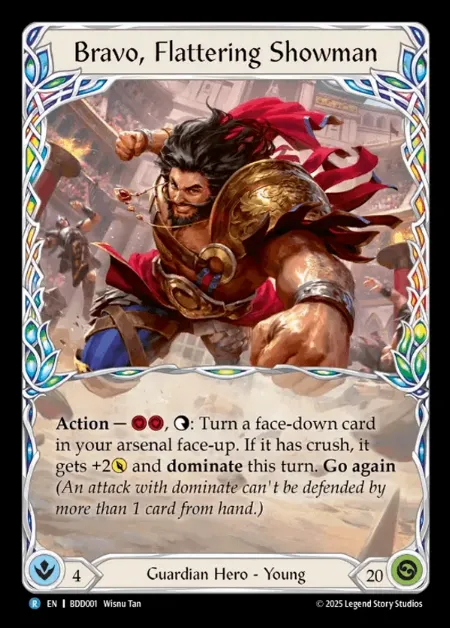 Bravo, Flattering Showman
Action — , : Turn a face-down card
in your arsenal face-up. If it has crush, it
gets +2 and dominate this turn. Go again
(An attack with dominate can't be defended by
more than 1 card from hand.)
4
Guardian Hero - Young
20
R EN BDD001 Wisnu Tan
© 2025 Legend Story Studios